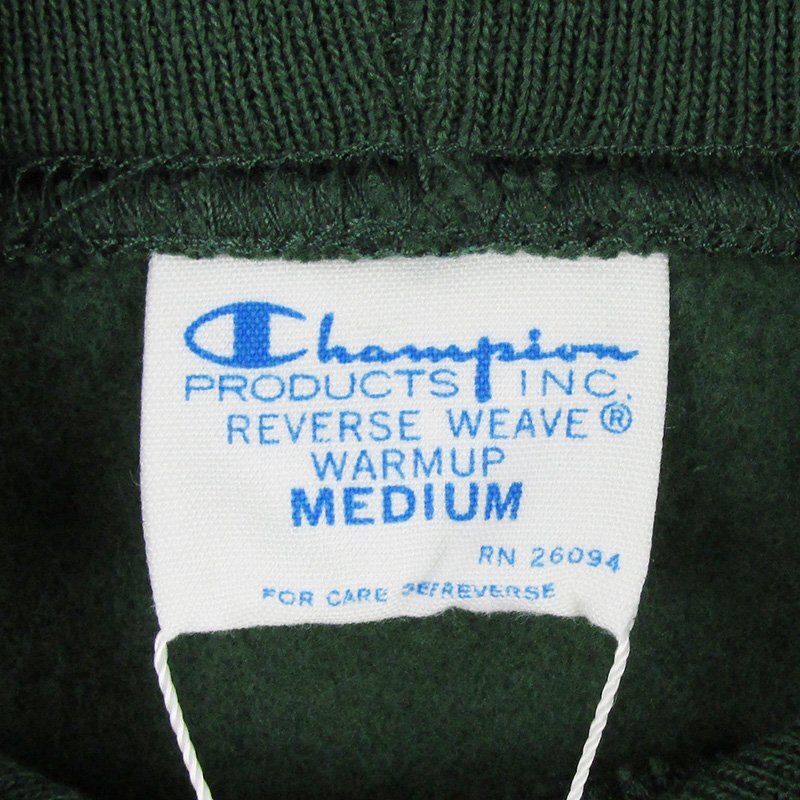 Champion
PRODUCTS INC.
REVERSE WEAVE®
WARMUP
MEDIUM
RN 26094
FOR CARE SEE REVERSE